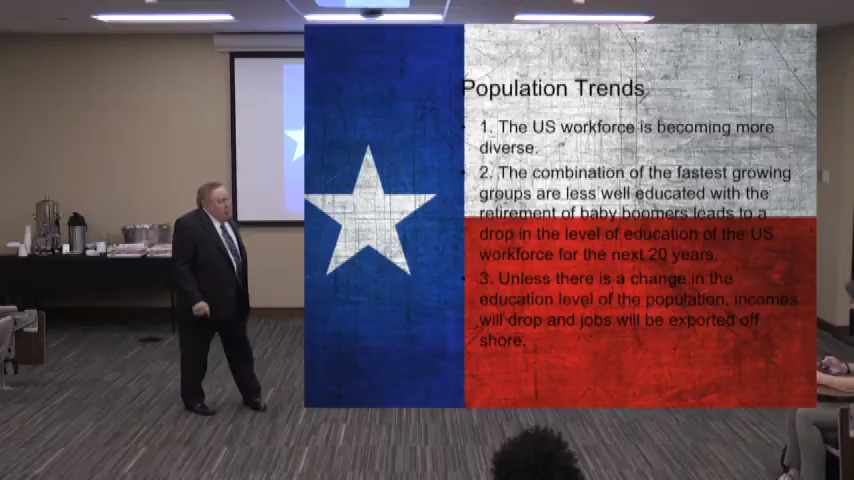 Population Trends
• 1. The US workforce is becoming more
diverse.
• 2. The combination of the fastest growing
groups are less well educated with the
retirement of baby boomers leads to a
drop in the level of education of the US
workforce for the next 20 years.
• 3. Unless there is a change in the
education level of the population, incomes
will drop and jobs will be exported off
shore.